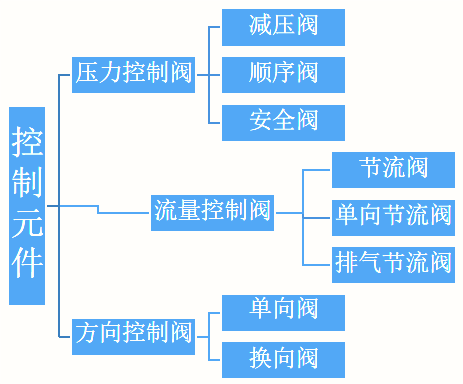 控制元件
压力控制阀
减压阀
顺序阀
安全阀
流量控制阀
节流阀
单向节流阀
排气节流阀
方向控制阀
单向阀
换向阀